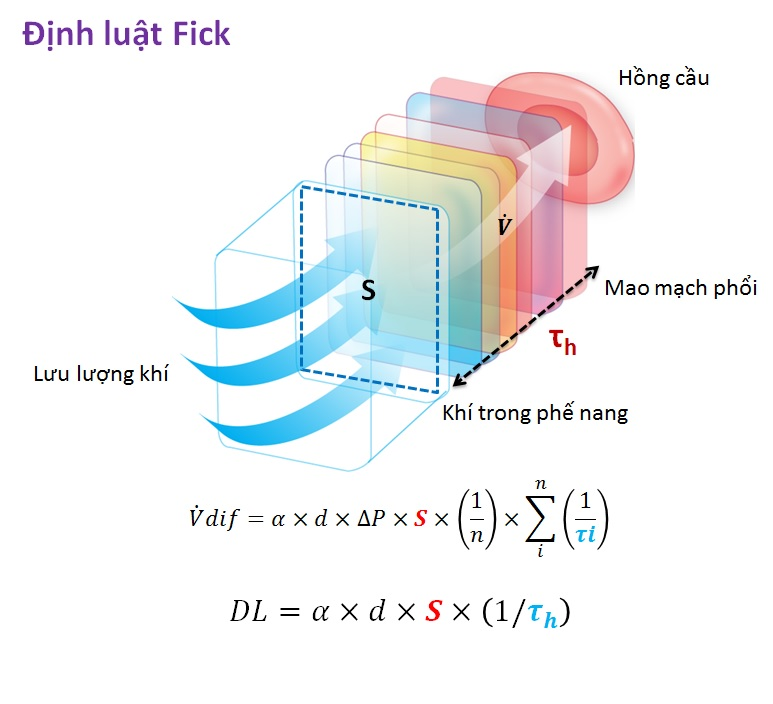 Định luật Fick
Hồng cầu
V̇
S
Mao mạch phổi
τh
Lưu lượng khí
Khí trong phế nang
V̇dif = α × d × ΔP × S × (1/n) × ∑ i n (1/τi)
DL = α × d × S × (1/τh)